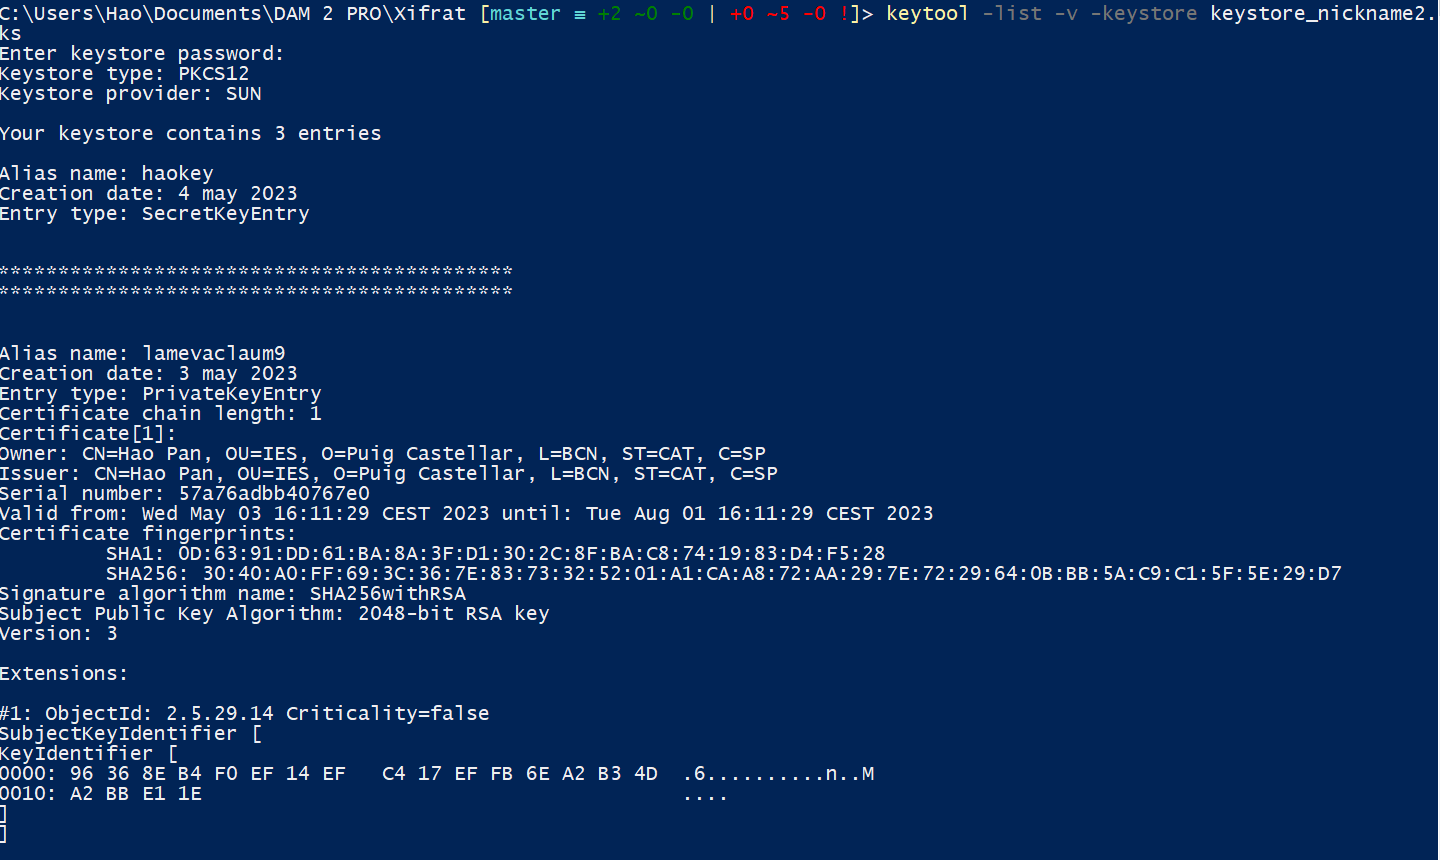 C:\Users\Hao\Documents\DAM 2 PRO\Xifrat [master ≡ +2 ~0 -0 | +0 ~5 -0 !]> keytool -list -v -keystore keystore_nickname2.
ks
Enter keystore password:
Keystore type: PKCS12
Keystore provider: SUN
Your keystore contains 3 entries
Alias name: haokey
Creation date: 4 may 2023
Entry type: SecretKeyEntry
*******************************************
*******************************************
Alias name: lamevaclaum9
Creation date: 3 may 2023
Entry type: PrivateKeyEntry
Certificate chain length: 1
Certificate[1]:
Owner: CN=Hao Pan, OU=IES, O=Puig Castellar, L=BCN, ST=CAT, C=SP
Issuer: CN=Hao Pan, OU=IES, O=Puig Castellar, L=BCN, ST=CAT, C=SP
Serial number: 57a76adbb40767e0
Valid from: Wed May 03 16:11:29 CEST 2023 until: Tue Aug 01 16:11:29 CEST 2023
Certificate fingerprints:
SHA1: 0D:63:91:DD:61:BA:8A:3F:D1:30:2C:8F:BA:C8:74:19:83:D4:F5:28
SHA256: 30:40:A0:FF:69:3C:36:7E:83:73:32:52:01:A1:CA:A8:72:AA:29:7E:72:29:64:0B:BB:5A:C9:C1:5F:5E:29:D7
Signature algorithm name: SHA256withRSA
Subject Public Key Algorithm: 2048-bit RSA key
Version: 3
Extensions:
#1: ObjectId: 2.5.29.14 Criticality=false
SubjectKeyIdentifier [
KeyIdentifier [
0000: 96 36 8E B4 F0 EF 14 EF   C4 17 EF FB 6E A2 B3 4D  .6..........n..M
0010: A2 BB E1 1E                                        ....
]
]